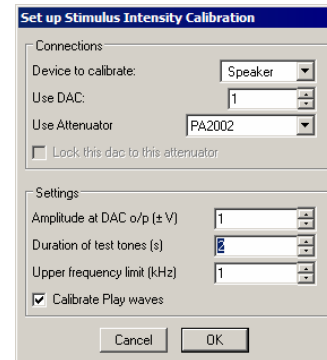 Set up Stimulus Intensity Calibration
Connections
Device to calibrate: Speaker
Use DAC: 1
Use Attenuator PA2002
Lock this dac to this attenuator
Settings
Amplitude at DAC o/p (± V) 1
Duration of test tones (s) 2
Upper frequency limit (kHz) 1
Calibrate Play waves
Cancel OK